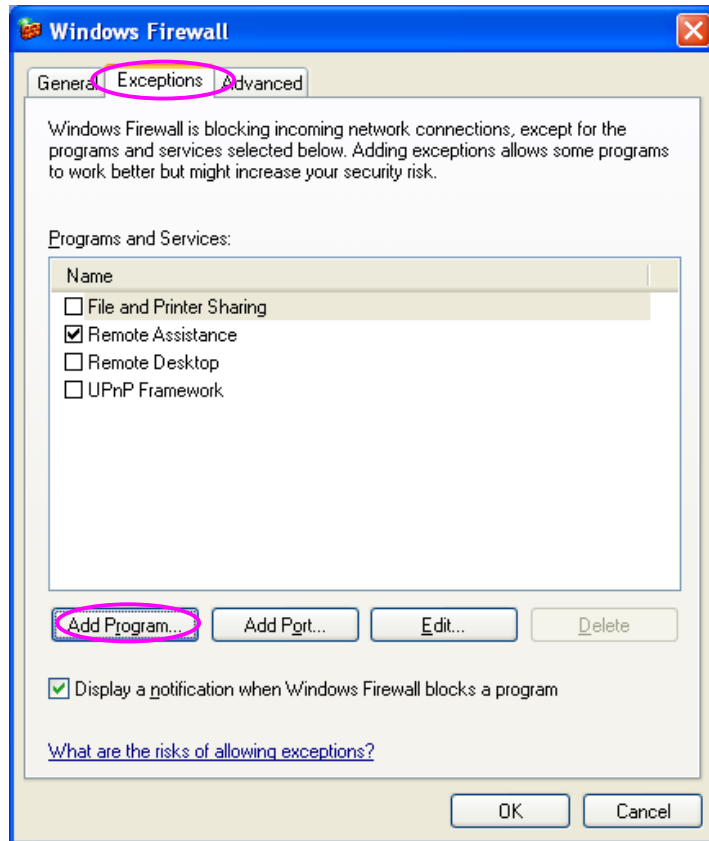 Windows Firewall
General Exceptions Advanced
Windows Firewall is blocking incoming network connections, except for the
programs and services selected below. Adding exceptions allows some programs
to work better but might increase your security risk.
Programs and Services:
Name
File and Printer Sharing
Remote Assistance
Remote Desktop
UPnP Framework
Add Program... Add Port... Edit... Delete
Display a notification when Windows Firewall blocks a program
What are the risks of allowing exceptions?
OK Cancel